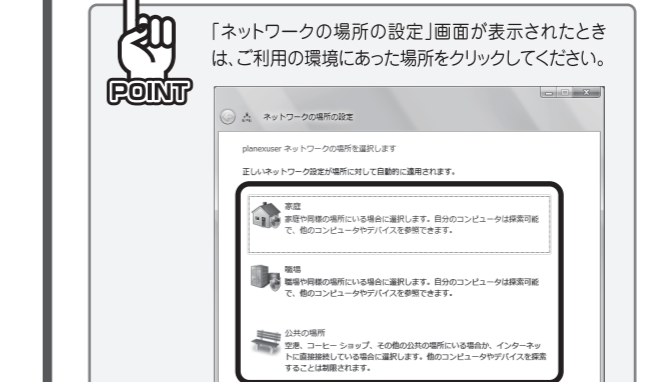 「ネットワークの場所の設定」画面が表示されたとき
は、ご利用の環境にあった場所をクリックしてください。
POINT
ネットワークの場所の設定
planexuser ネットワークの場所を選択します
正しいネットワーク設定が場所に対して自動的に適用されます。
家庭
家庭や同様の場所にいる場合に選択します。自分のコンピュータは探索可能
で、他のコンピュータやデバイスを参照できます。
職場
職場や同様の場所にいる場合に選択します。自分のコンピュータは探索可能
で、他のコンピュータやデバイスを参照できます。
公共の場所
空港、コーヒー ショップ、その他の公共の場所にいる場合か、インターネッ
トに直接接続している場合に選択します。他のコンピュータやデバイスを探索
することは制限されます。